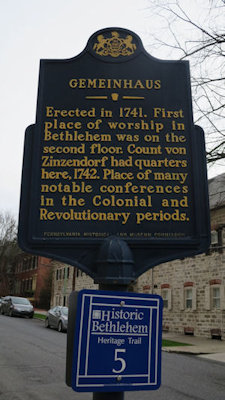 GEMEINHAUS
Erected in 1741. First
place of worship in
Bethlehem was on the
second floor. Count von
Zinzendorf had quarters
here, 1742. Place of many
notable conferences
in the Colonial and
Revolutionary periods.
PENNSYLVANIA HISTORICAL AND MUSEUM COMMISSION
Historic
Bethlehem
Heritage Trail
5